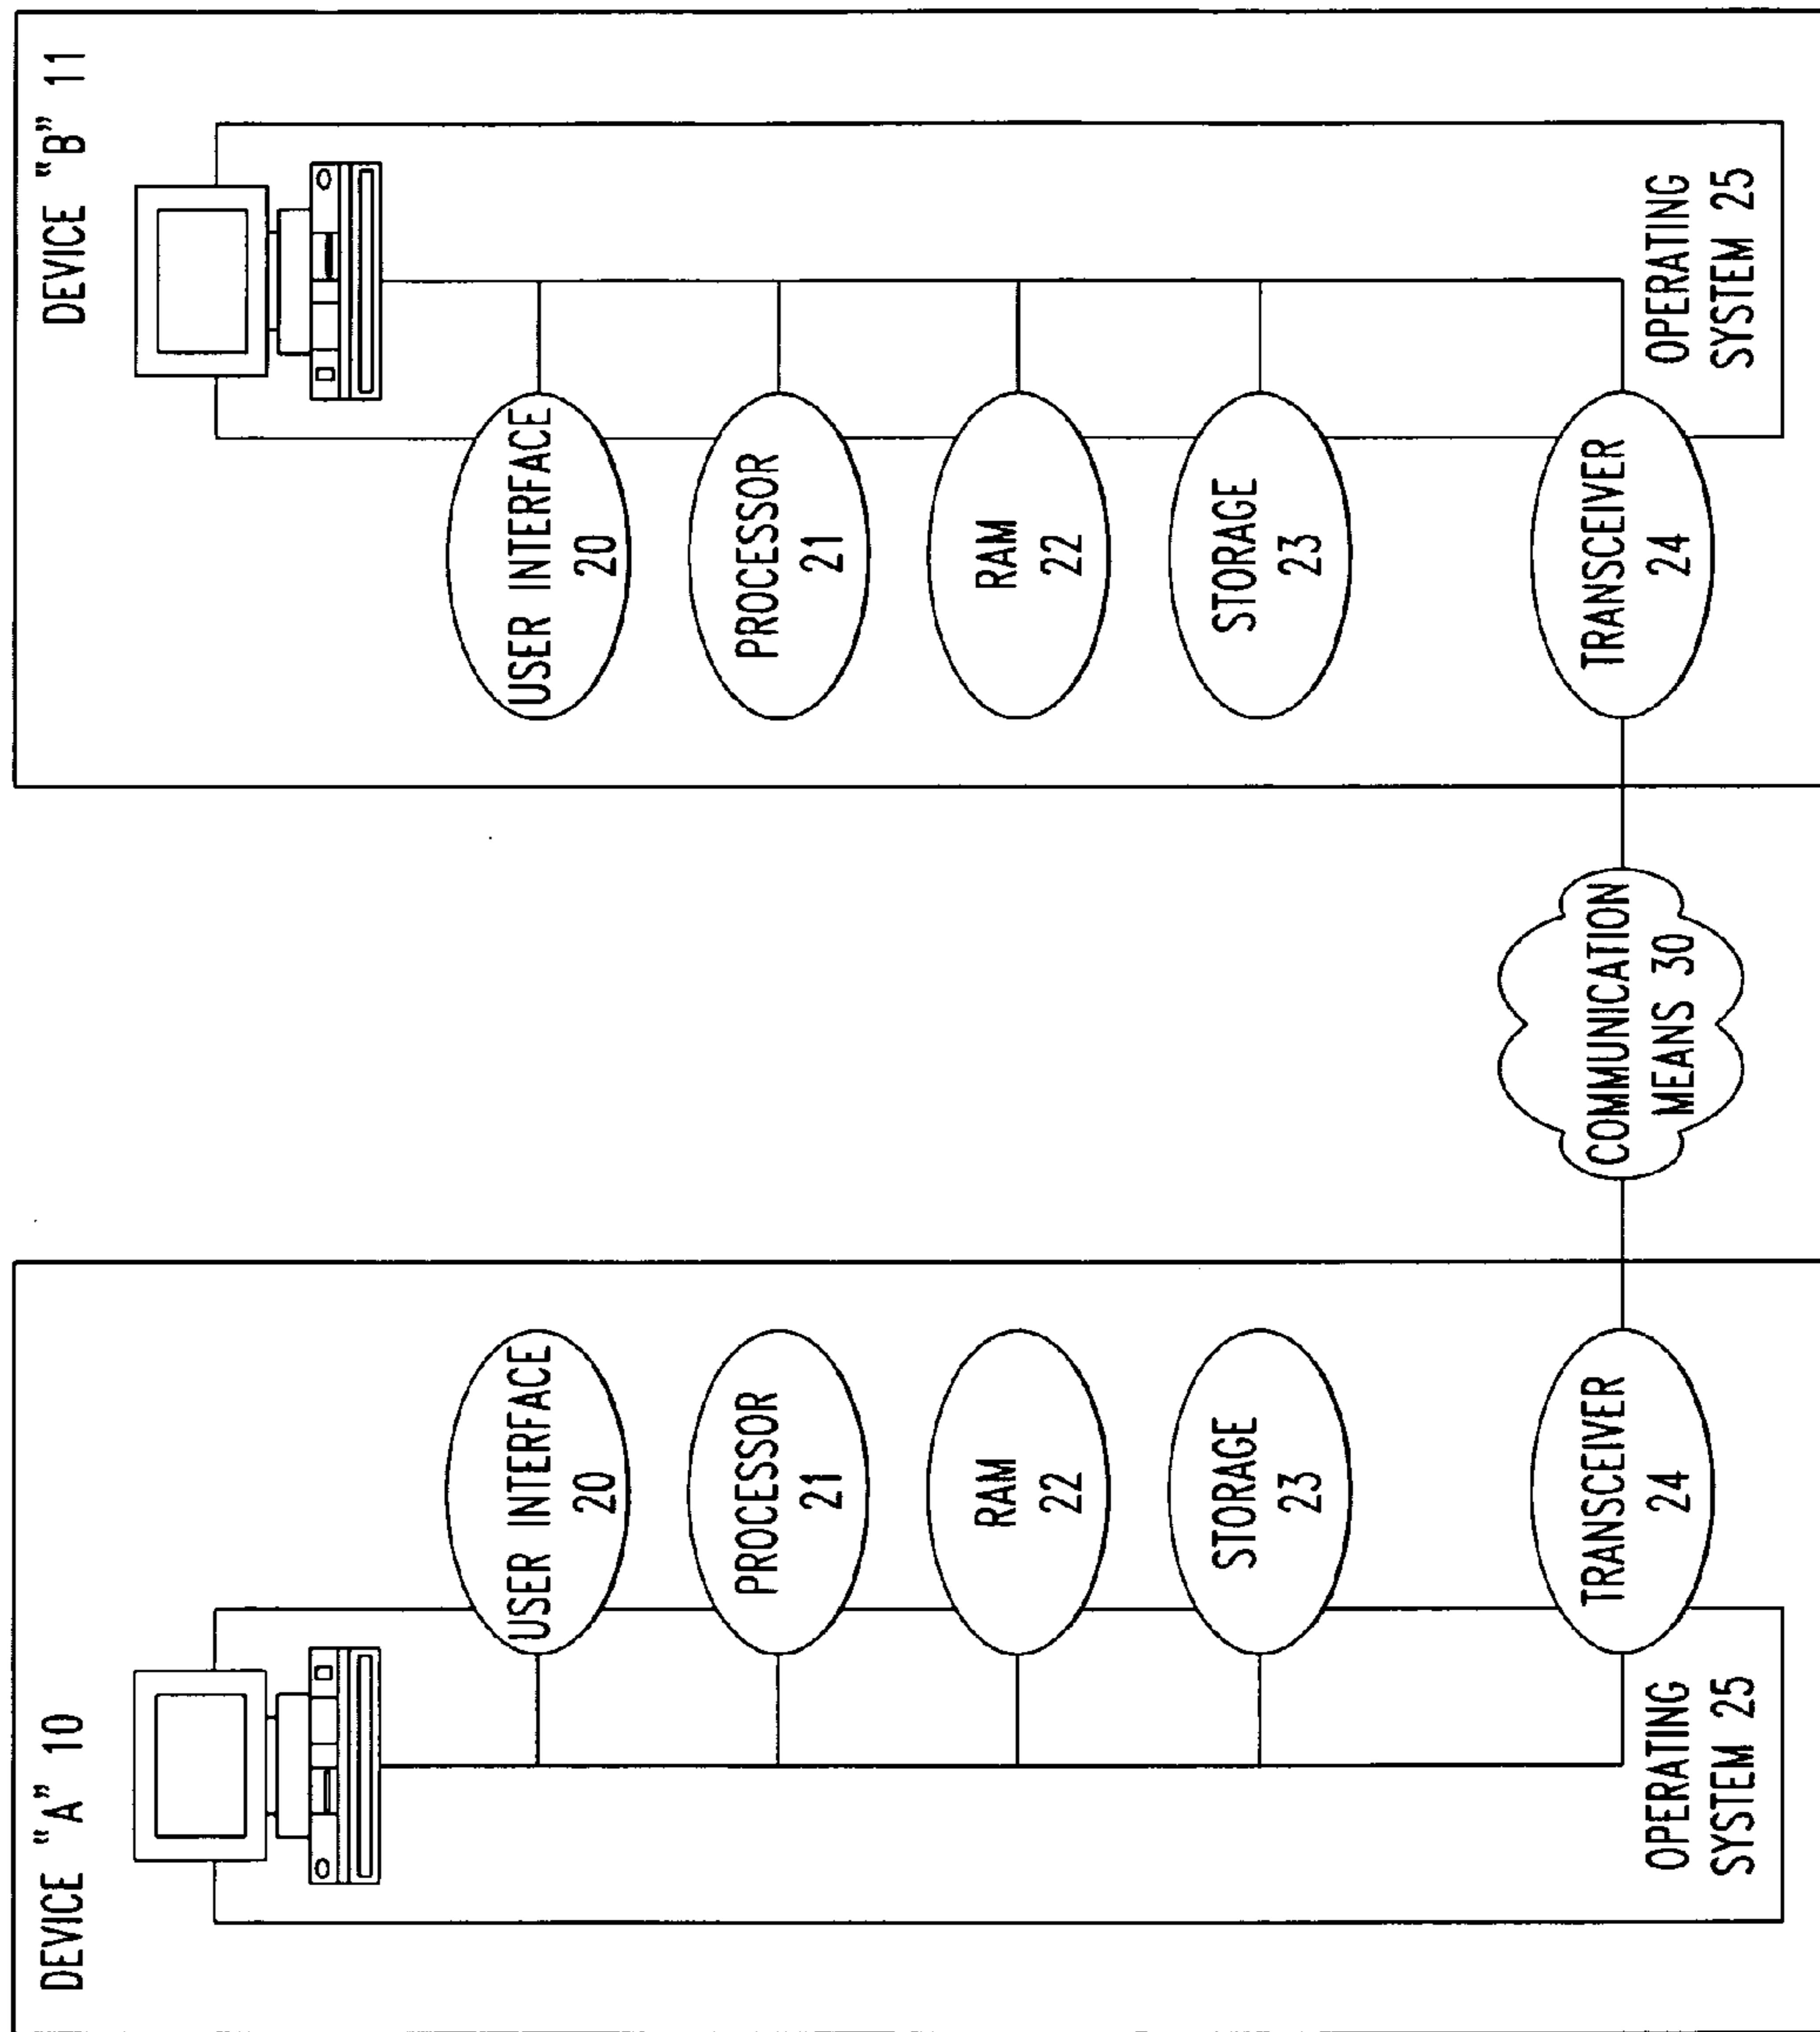 DEVICE "A" 10
USER INTERFACE
20
PROCESSOR
21
RAM
22
STORAGE
23
TRANSCEIVER
24
OPERATING
SYSTEM 25
COMMUNICATION
MEANS 30
DEVICE "B" 11
USER INTERFACE
20
PROCESSOR
21
RAM
22
STORAGE
23
TRANSCEIVER
24
OPERATING
SYSTEM 25